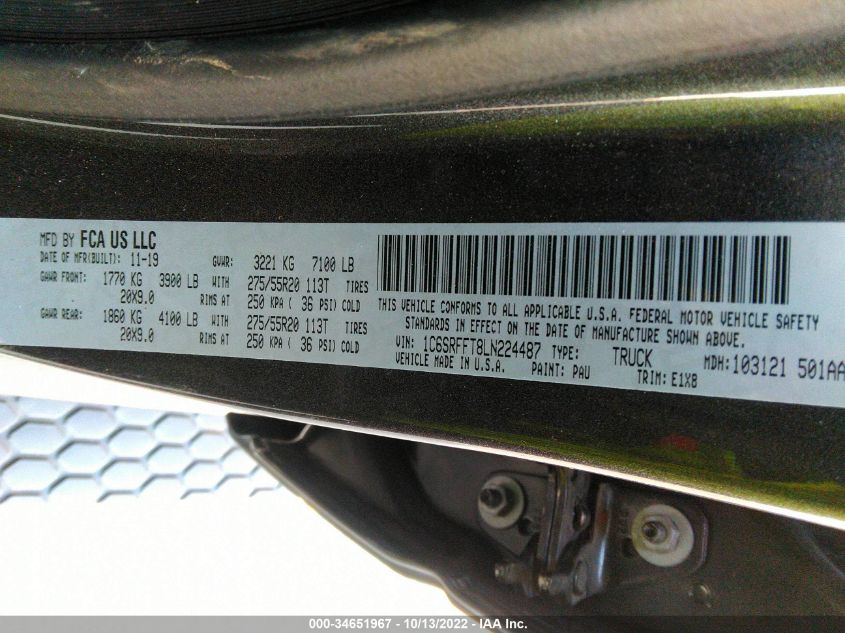 MFD BY FCA US LLC
DATE OF MFR(BUILT): 11-19 GVWR: 3221 KG 7100 LB
GAWR FRONT: 1770 KG 3900 LB WITH 275/55R20 113T TIRES
20X9.0 RIMS AT 250 KPA ( 36 PSI) COLD
GAWR REAR: 1860 KG 4100 LB WITH 275/55R20 113T TIRES
20X9.0 RIMS AT 250 KPA ( 36 PSI) COLD
THIS VEHICLE CONFORMS TO ALL APPLICABLE U.S.A. FEDERAL MOTOR VEHICLE SAFETY
STANDARDS IN EFFECT ON THE DATE OF MANUFACTURE SHOWN ABOVE.
VIN: 1C6SRFFT8LN224487 TYPE: TRUCK MDH: 103121 501AA
VEHICLE MADE IN U.S.A. PAINT: PAU TRIM: E1X8
000-34651967 - 10/13/2022 - IAA Inc.